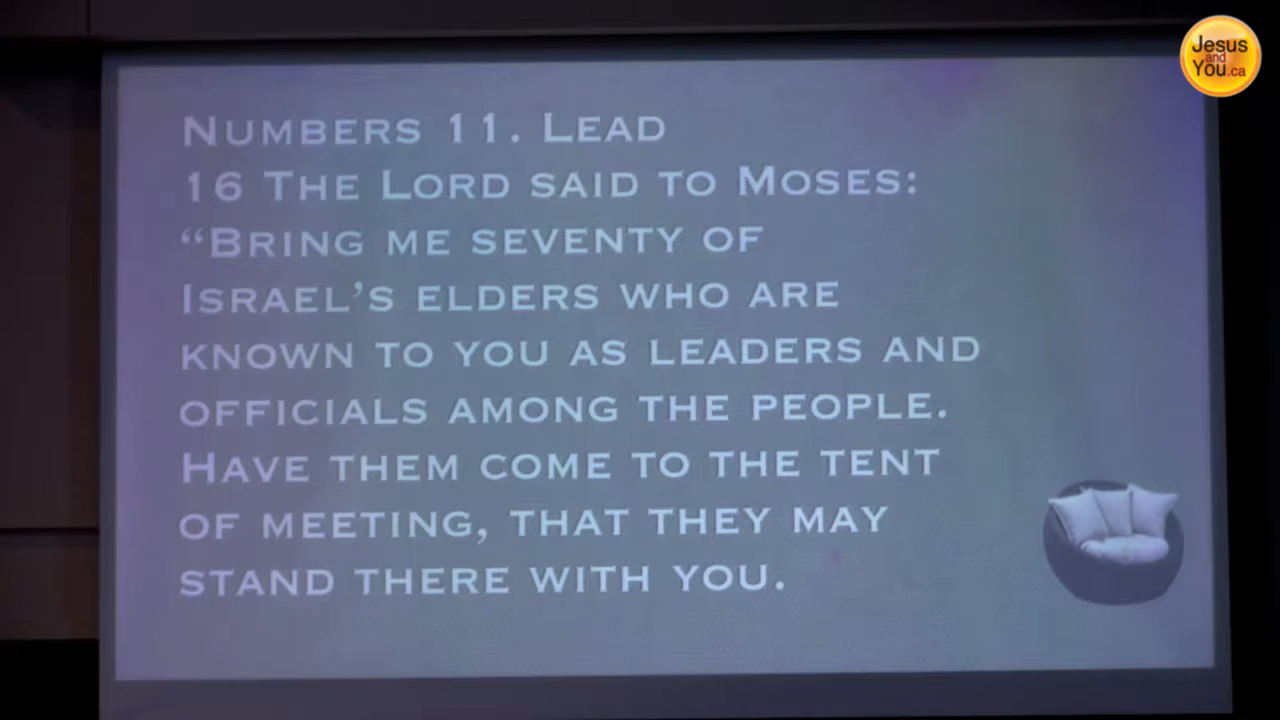 Jesus
and
You.ca
NUMBERS 11. LEAD
16 THE LORD SAID TO MOSES:
“BRING ME SEVENTY OF
ISRAEL’S ELDERS WHO ARE
KNOWN TO YOU AS LEADERS AND
OFFICIALS AMONG THE PEOPLE.
HAVE THEM COME TO THE TENT
OF MEETING, THAT THEY MAY
STAND THERE WITH YOU.